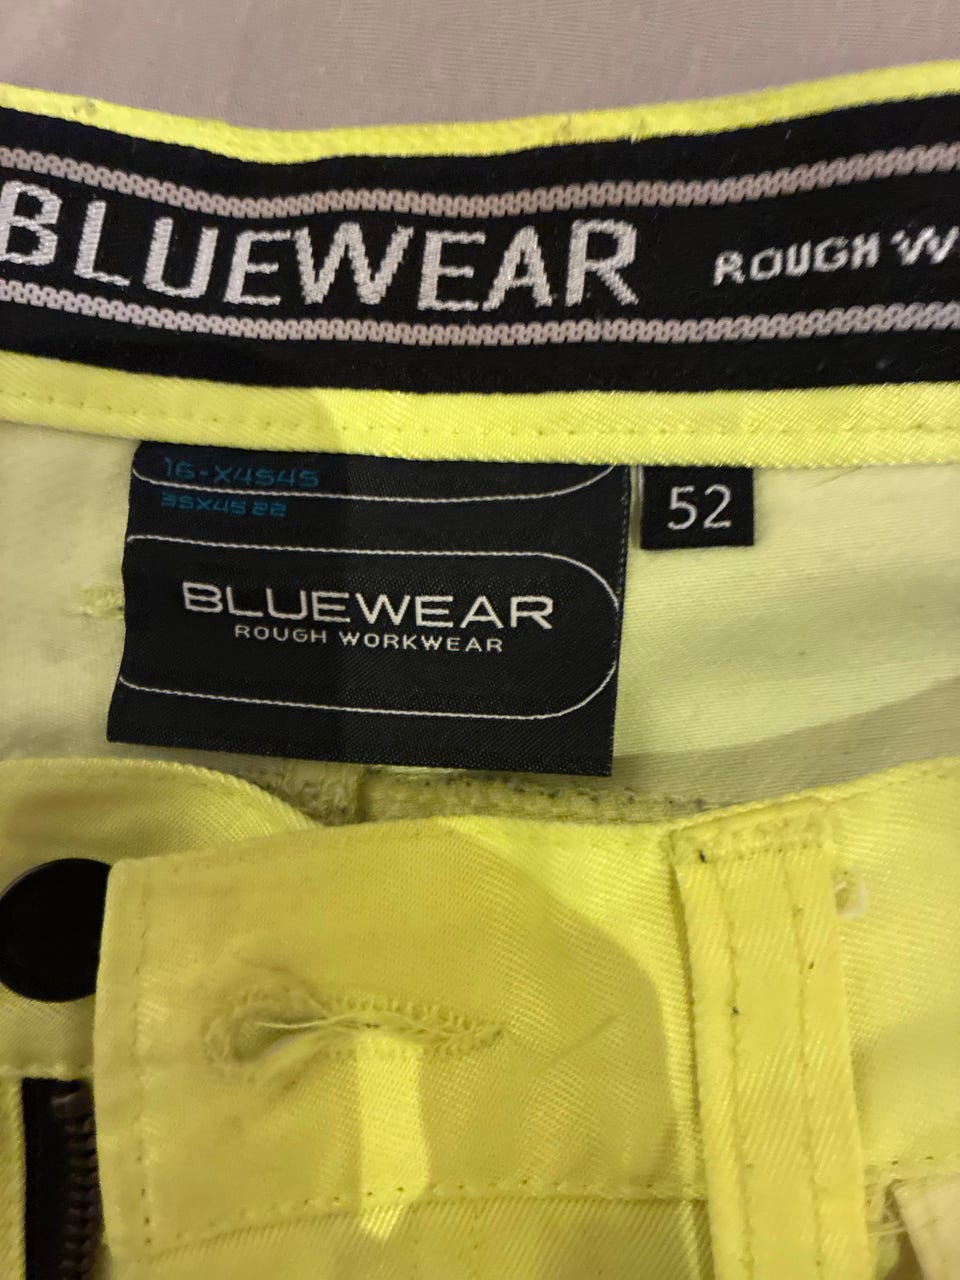 BLUEWEAR ROUGH W
16-X4545
35X45 22
52
BLUEWEAR
ROUGH WORKWEAR